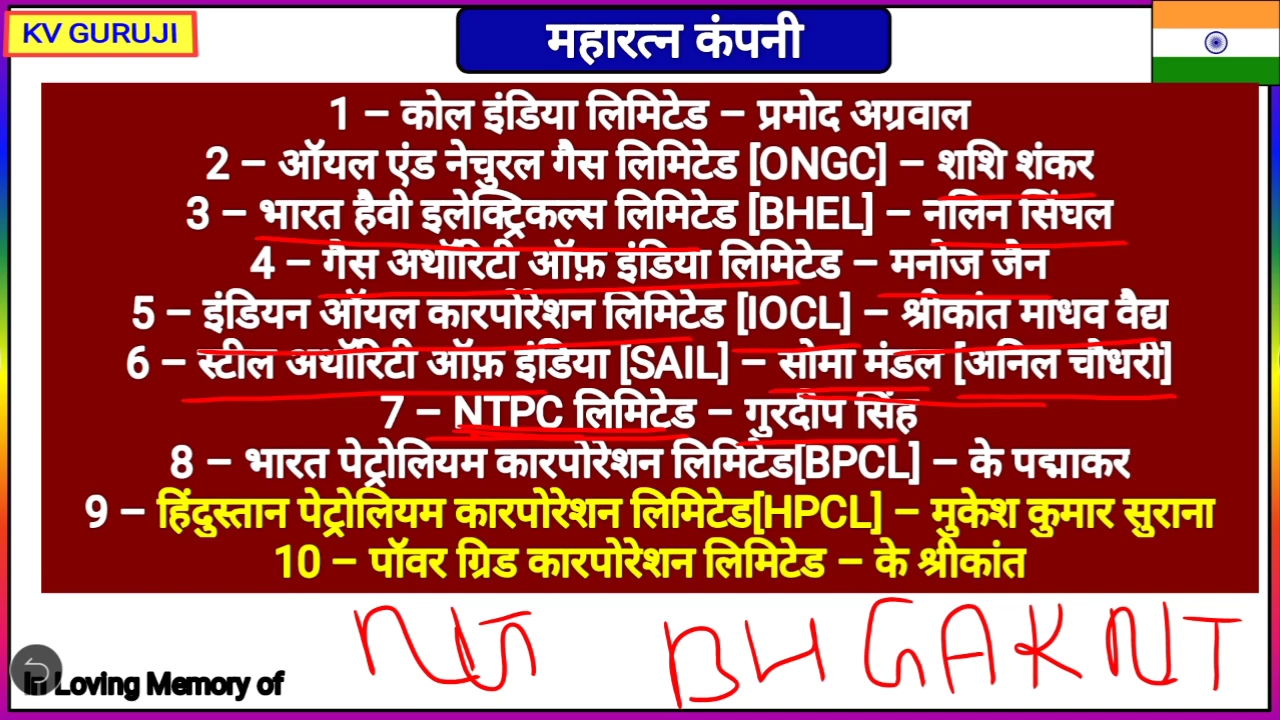 KV GURUJI
महारत्न कंपनी
1 – कोल इंडिया लिमिटेड – प्रमोद अग्रवाल
2 – ऑयल एंड नेचुरल गैस लिमिटेड [ONGC] – शशि शंकर
3 – भारत हैवी इलेक्ट्रिकल्स लिमिटेड [BHEL] – नलिन सिंघल
4 – गैस अथॉरिटी ऑफ़ इंडिया लिमिटेड – मनोज जैन
5 – इंडियन ऑयल कारपोरेशन लिमिटेड [IOCL] – श्रीकांत माधव वैद्य
6 – स्टील अथॉरिटी ऑफ़ इंडिया [SAIL] – सोमा मंडल [अनिल चौधरी]
7 – NTPC लिमिटेड – गुरदीप सिंह
8 – भारत पेट्रोलियम कारपोरेशन लिमिटेड[BPCL] – के पद्माकर
9 – हिंदुस्तान पेट्रोलियम कारपोरेशन लिमिटेड[HPCL] – मुकेश कुमार सुराना
10 – पॉवर ग्रिड कारपोरेशन लिमिटेड – के श्रीकांत
BHGAKNT
In Loving Memory of